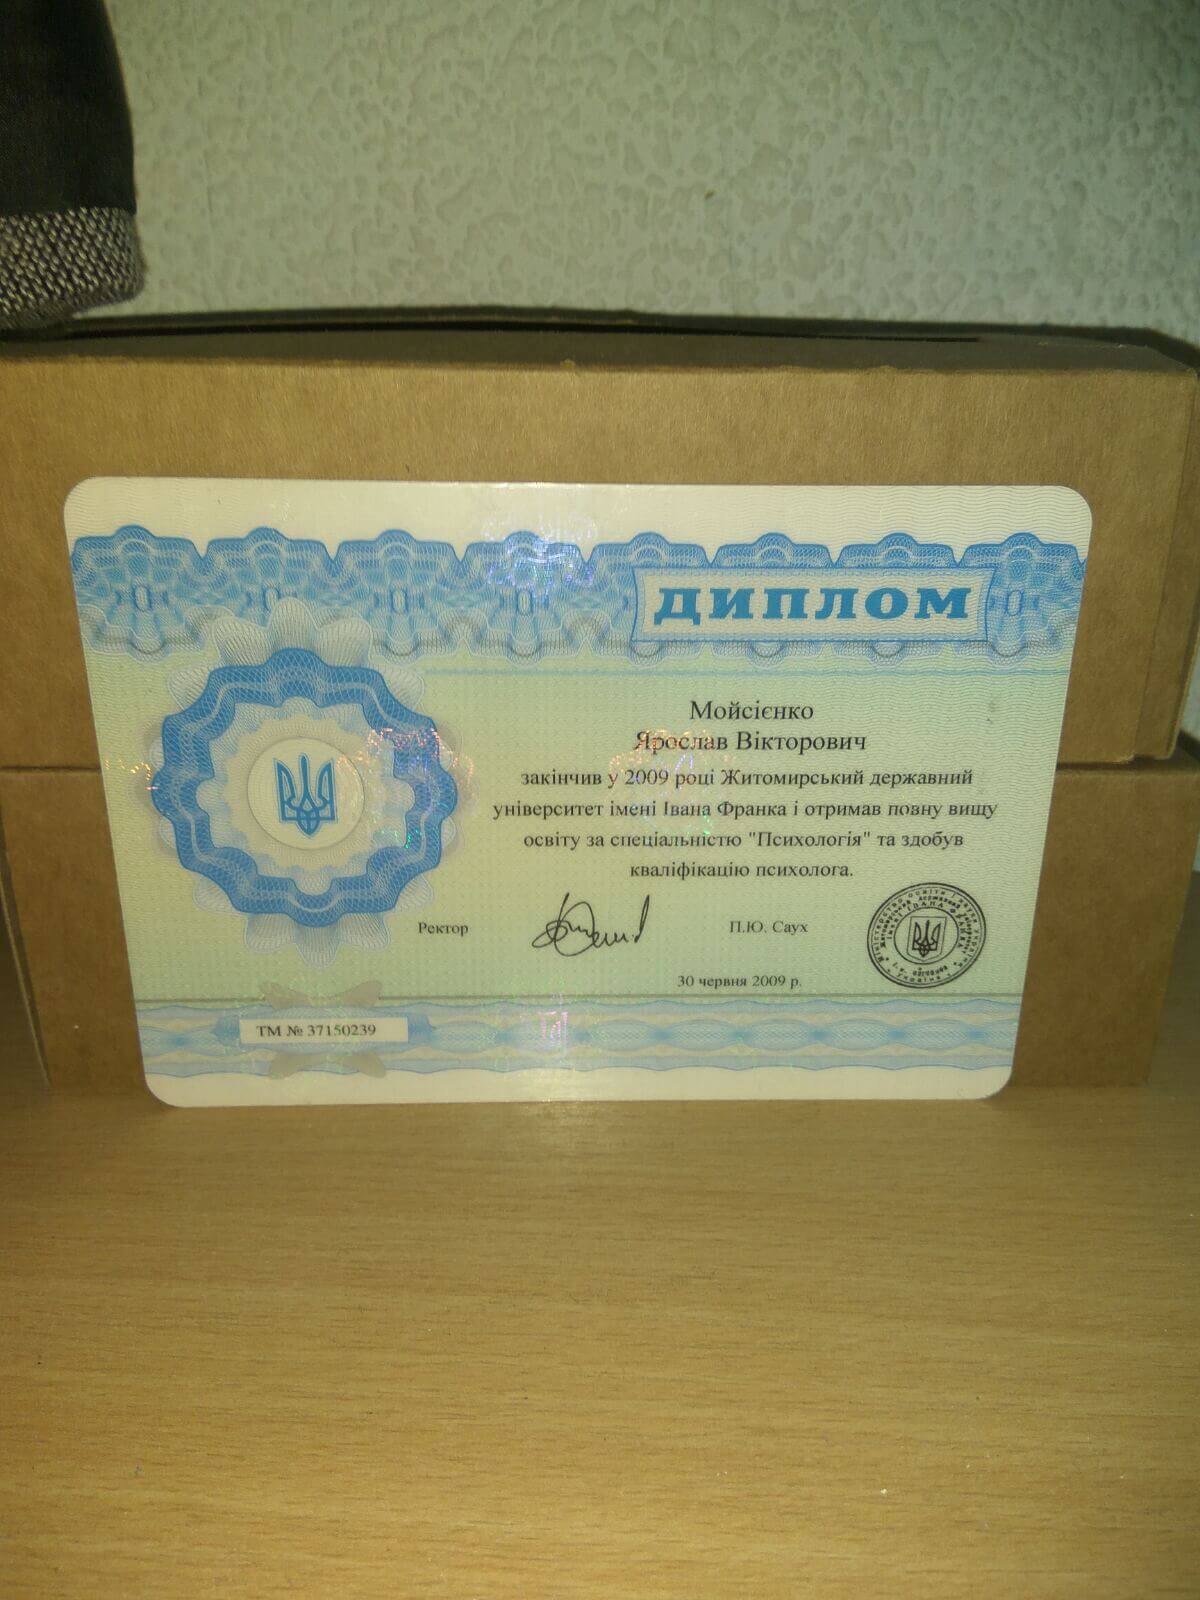 ДИПЛОМ
Мойсієнко
Ярослав Вікторович
закінчив у 2009 році Житомирський державний
університет імені Івана Франка і отримав повну вищу
освіту за спеціальністю "Психологія" та здобув
кваліфікацію психолога.
Ректор П.Ю. Саух
30 червня 2009 р.
ТМ № 37150239